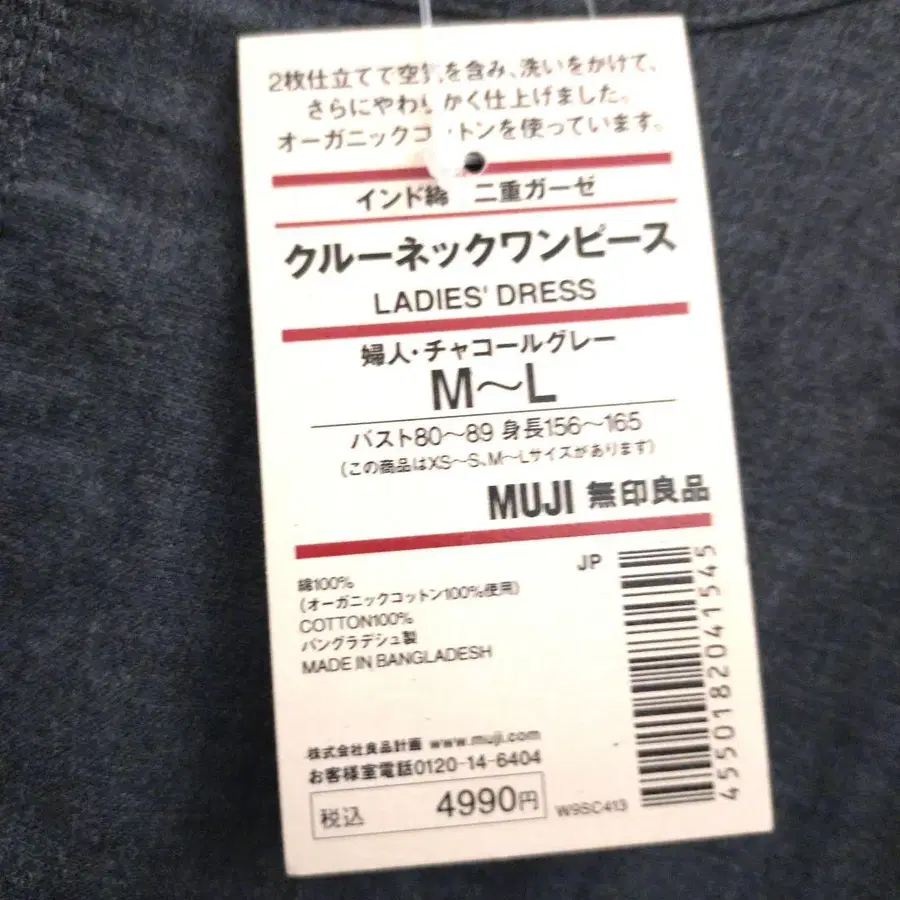 2枚仕立てで空気を含み、洗いをかけて、
さらにやわらかく仕上げました。
オーガニックコットンを使っています。
インド綿 二重ガーゼ
クルーネックワンピース
LADIES' DRESS
婦人・チャコールグレー
M〜L
バスト80〜89 身長156〜165
(この商品はXS〜S、M〜Lサイズがあります)
MUJI 無印良品
JP
綿100%
(オーガニックコットン100%使用)
COTTON100%
バングラデシュ製
MADE IN BANGLADESH
株式会社良品計画 www.muji.com
お客様室電話0120-14-6404
税込 4990円
W9SC413
4550182041545